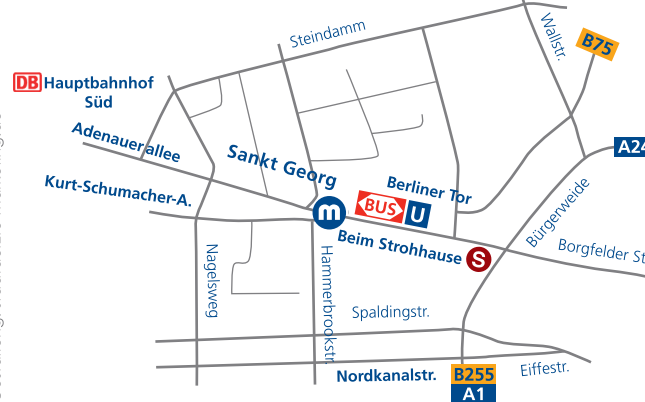 Steindamm
Wallstr.
B75
DB Hauptbahnhof
Süd
Adenauerallee
Sankt Georg
A24
Kurt-Schumacher-A.
Berliner Tor
m
BUS
U
Bürgerweide
Beim Strohhause
S
Borgfelder St
Nagelsweg
Hammerbrookstr.
Spaldingstr.
Nordkanalstr.
B255
A1
Eiffestr.